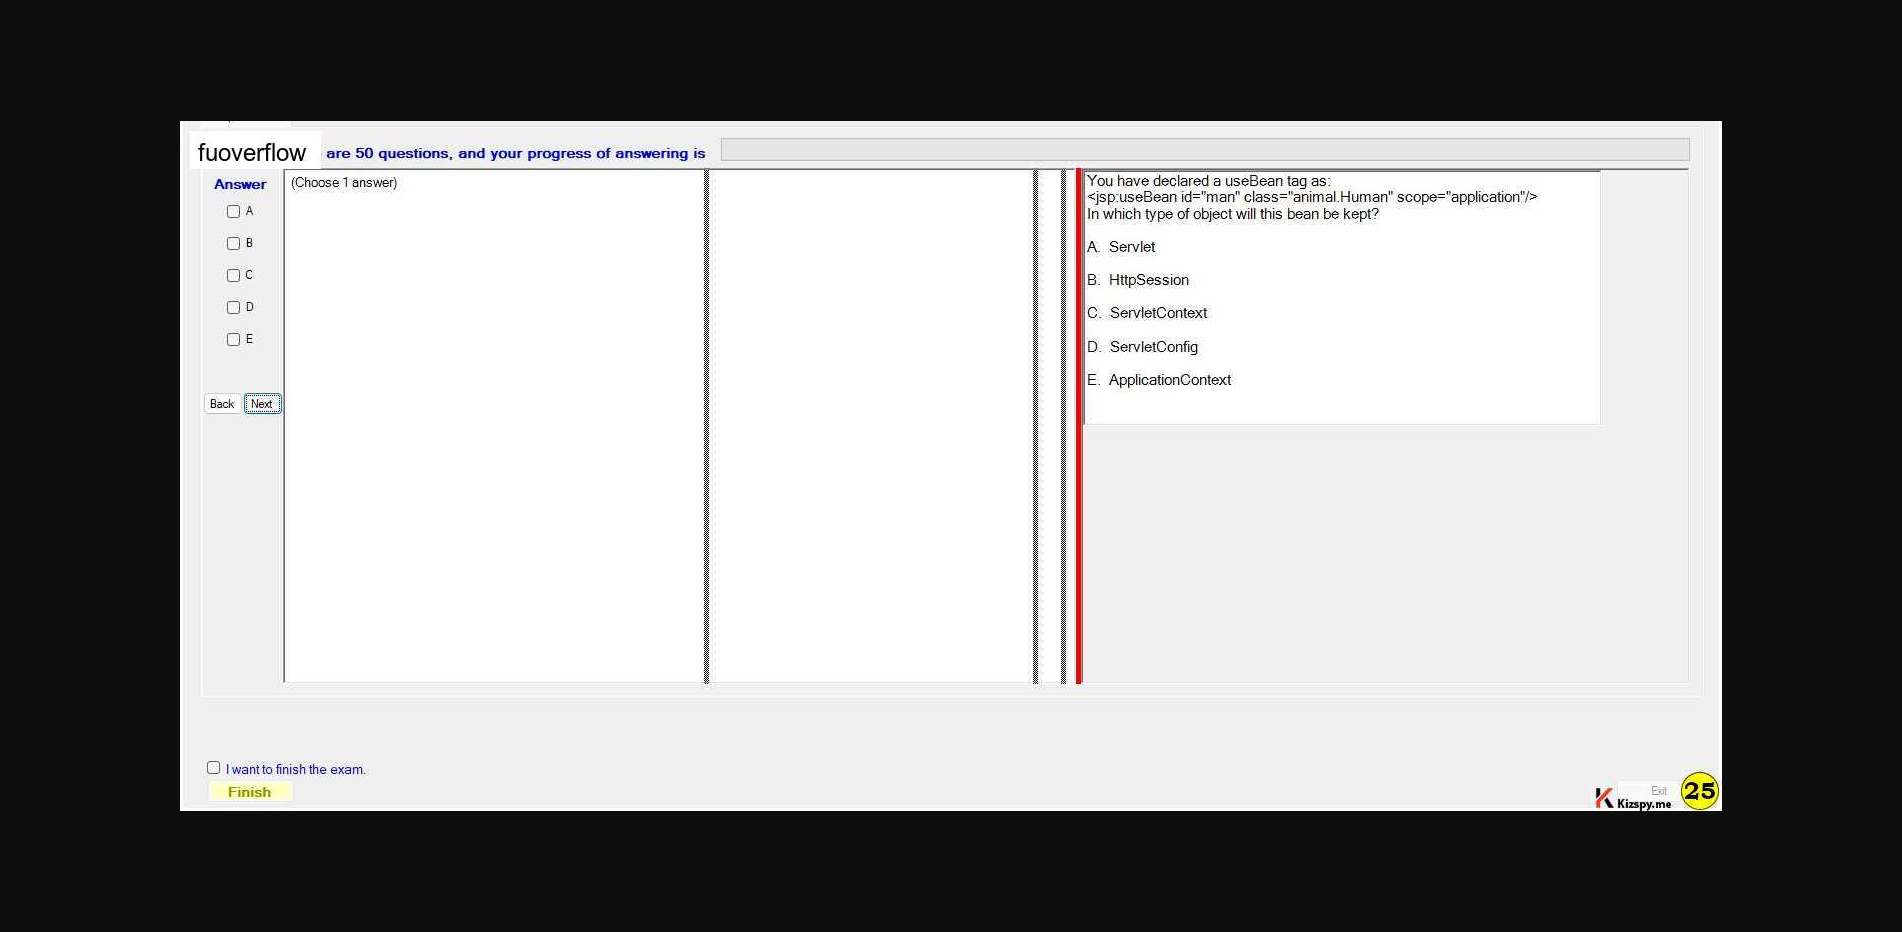 fuoverflow are 50 questions, and your progress of answering is
Answer
(Choose 1 answer)
A
B
C
D
E
Back Next
You have declared a useBean tag as:
<jsp:useBean id="man" class="animal.Human" scope="application"/>
In which type of object will this bean be kept?
A. Servlet
B. HttpSession
C. ServletContext
D. ServletConfig
E. ApplicationContext
I want to finish the exam.
Finish
Exit
Kizspy.me
25